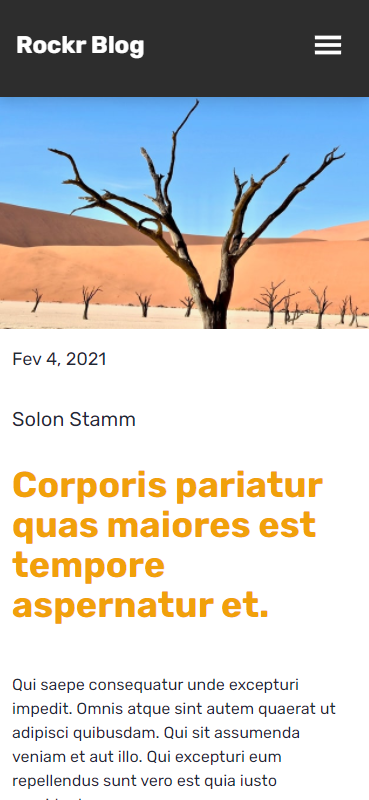 Rockr Blog
Fev 4, 2021
Solon Stamm
Corporis pariatur
quas maiores est
tempore
aspernatur et.
Qui saepe consequatur unde excepturi
impedit. Omnis atque sint autem quaerat ut
adipisci quibusdam. Qui sit assumenda
veniam et aut illo. Qui excepturi eum
repellendus sunt vero est quia iusto